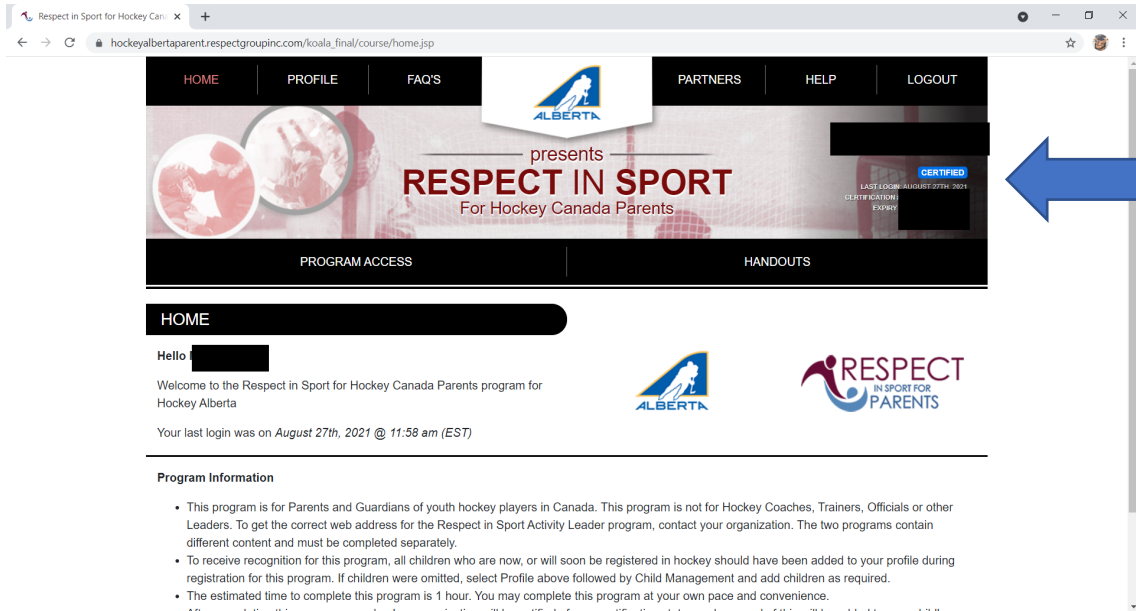 Respect in Sport for Hockey Can
hockeyalbertaparent.respectgroupinc.com/koala_final/course/home.jsp
HOME PROFILE FAQ'S PARTNERS HELP LOGOUT
ALBERTA
presents
RESPECT IN SPORT
For Hockey Canada Parents
CERTIFIED
LAST LOGIN: AUGUST 27TH, 2021
CERTIFICATION
EXPIRY
PROGRAM ACCESS HANDOUTS
HOME
Hello
Welcome to the Respect in Sport for Hockey Canada Parents program for
Hockey Alberta
Your last login was on August 27th, 2021 @ 11:58 am (EST)
ALBERTA
RESPECT
IN SPORT FOR
PARENTS
Program Information
• This program is for Parents and Guardians of youth hockey players in Canada. This program is not for Hockey Coaches, Trainers, Officials or other
Leaders. To get the correct web address for the Respect in Sport Activity Leader program, contact your organization. The two programs contain
different content and must be completed separately.
• To receive recognition for this program, all children who are now, or will soon be registered in hockey should have been added to your profile during
registration for this program. If children were omitted, select Profile above followed by Child Management and add children as required.
• The estimated time to complete this program is 1 hour. You may complete this program at your own pace and convenience.